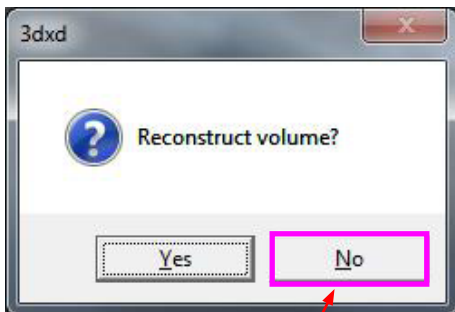 3dxd
Reconstruct volume?
Yes
No